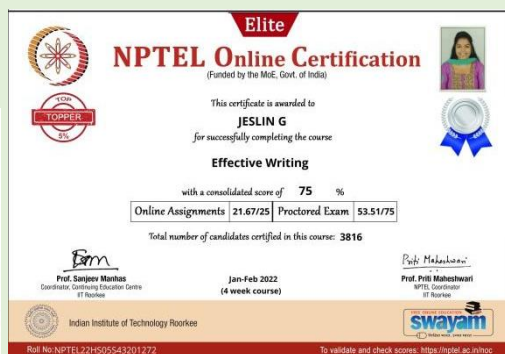 Elite
NPTEL Online Certification
(Funded by the MoE, Govt. of India)
This certificate is awarded to
JESLIN G
for successfully completing the course
Effective Writing
with a consolidated score of 75 %
Online Assignments 21.67/25 Proctored Exam 53.51/75
Total number of candidates certified in this course: 3816
TOP
TOPPER
5%
Prof. Sanjeev Manhas
Coordinator, Continuing Education Centre
IIT Roorkee
Jan-Feb 2022
(4 week course)
Priti Maheshwari
Prof. Priti Maheshwari
NPTEL Coordinator
IIT Roorkee
Indian Institute of Technology Roorkee
FREE ONLINE EDUCATION
swayam
Roll No:NPTEL22HS05S43201272
To validate and check scores: https://nptel.ac.in/noc